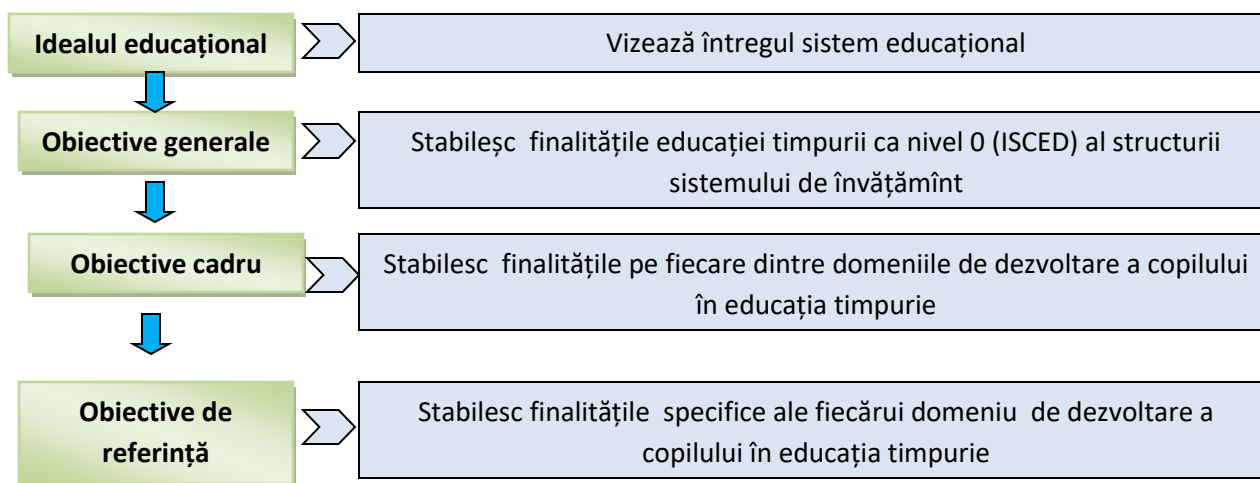 Idealul educațional
Vizează întregul sistem educațional
Obiective generale
Stabileșc finalitățile educației timpurii ca nivel 0 (ISCED) al structurii
sistemului de învățămînt
Obiective cadru
Stabilesc finalitățile pe fiecare dintre domeniile de dezvoltare a copilului
în educația timpurie
Obiective de
referință
Stabilesc finalitățile specifice ale fiecărui domeniu de dezvoltare a
copilului în educația timpurie